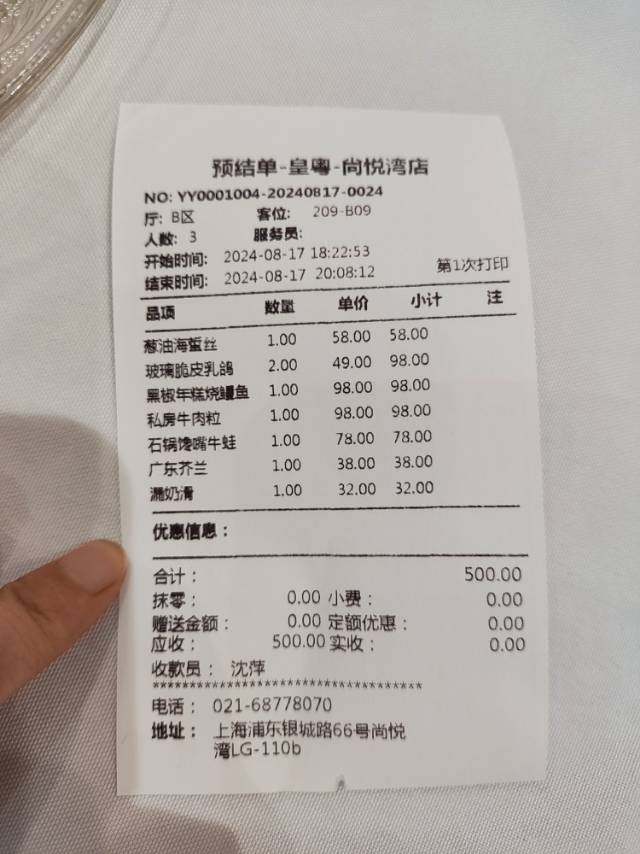 预结单-皇粤-尚悦湾店
NO: YY0001004-20240817-0024
厅: B区 客位: 209-B09
人数: 3 服务员:
开始时间: 2024-08-17 18:22:53
结束时间: 2024-08-17 20:08:12 第1次打印
品项 数量 单价 小计 注
葱油海蜇丝 1.00 58.00 58.00
玻璃脆皮乳鸽 2.00 49.00 98.00
黑椒年糕烧鳗鱼 1.00 98.00 98.00
私房牛肉粒 1.00 98.00 98.00
石锅馋嘴牛蛙 1.00 78.00 78.00
广东芥兰 1.00 38.00 38.00
漏奶滑 1.00 32.00 32.00
优惠信息：
合计： 500.00
抹零： 0.00 小费： 0.00
赠送金额： 0.00 定额优惠： 0.00
应收： 500.00 实收： 0.00
收款员： 沈萍
********************************
电话： 021-68778070
地址： 上海浦东银城路66号尚悦
湾LG-110b